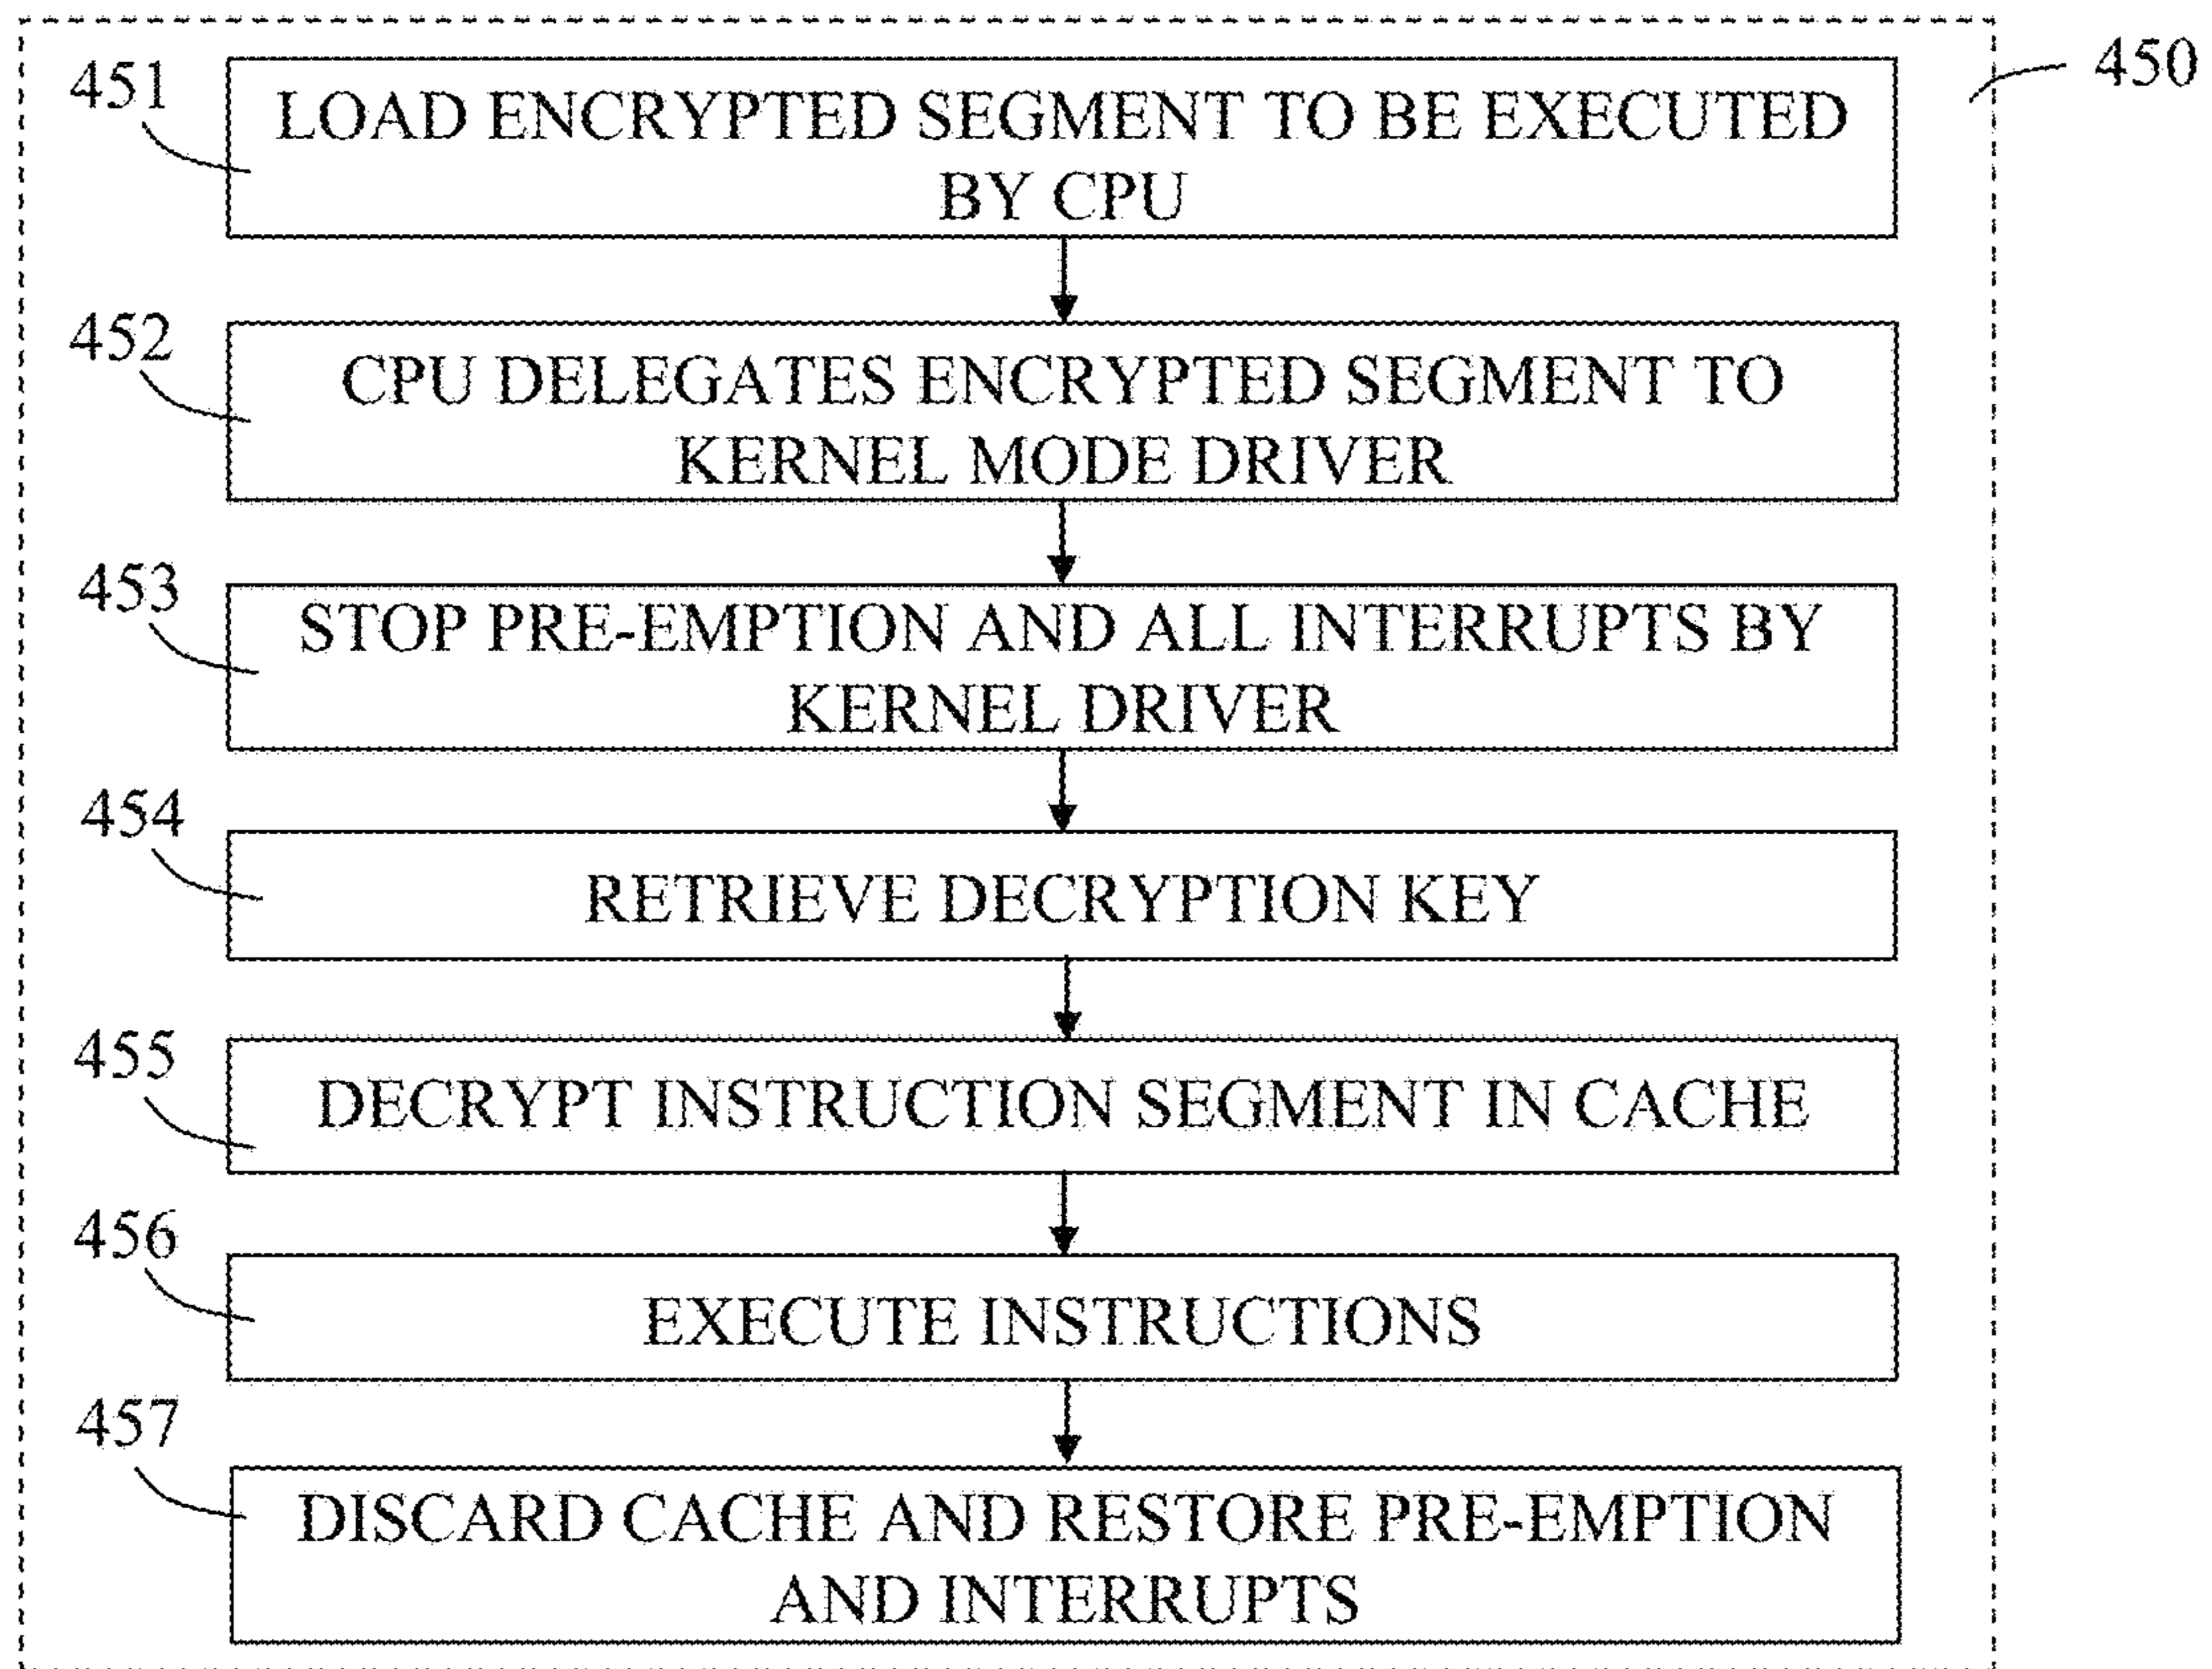 450
451
LOAD ENCRYPTED SEGMENT TO BE EXECUTED
BY CPU
452
CPU DELEGATES ENCRYPTED SEGMENT TO
KERNEL MODE DRIVER
453
STOP PRE-EMPTION AND ALL INTERRUPTS BY
KERNEL DRIVER
454
RETRIEVE DECRYPTION KEY
455
DECRYPT INSTRUCTION SEGMENT IN CACHE
456
EXECUTE INSTRUCTIONS
457
DISCARD CACHE AND RESTORE PRE-EMPTION
AND INTERRUPTS